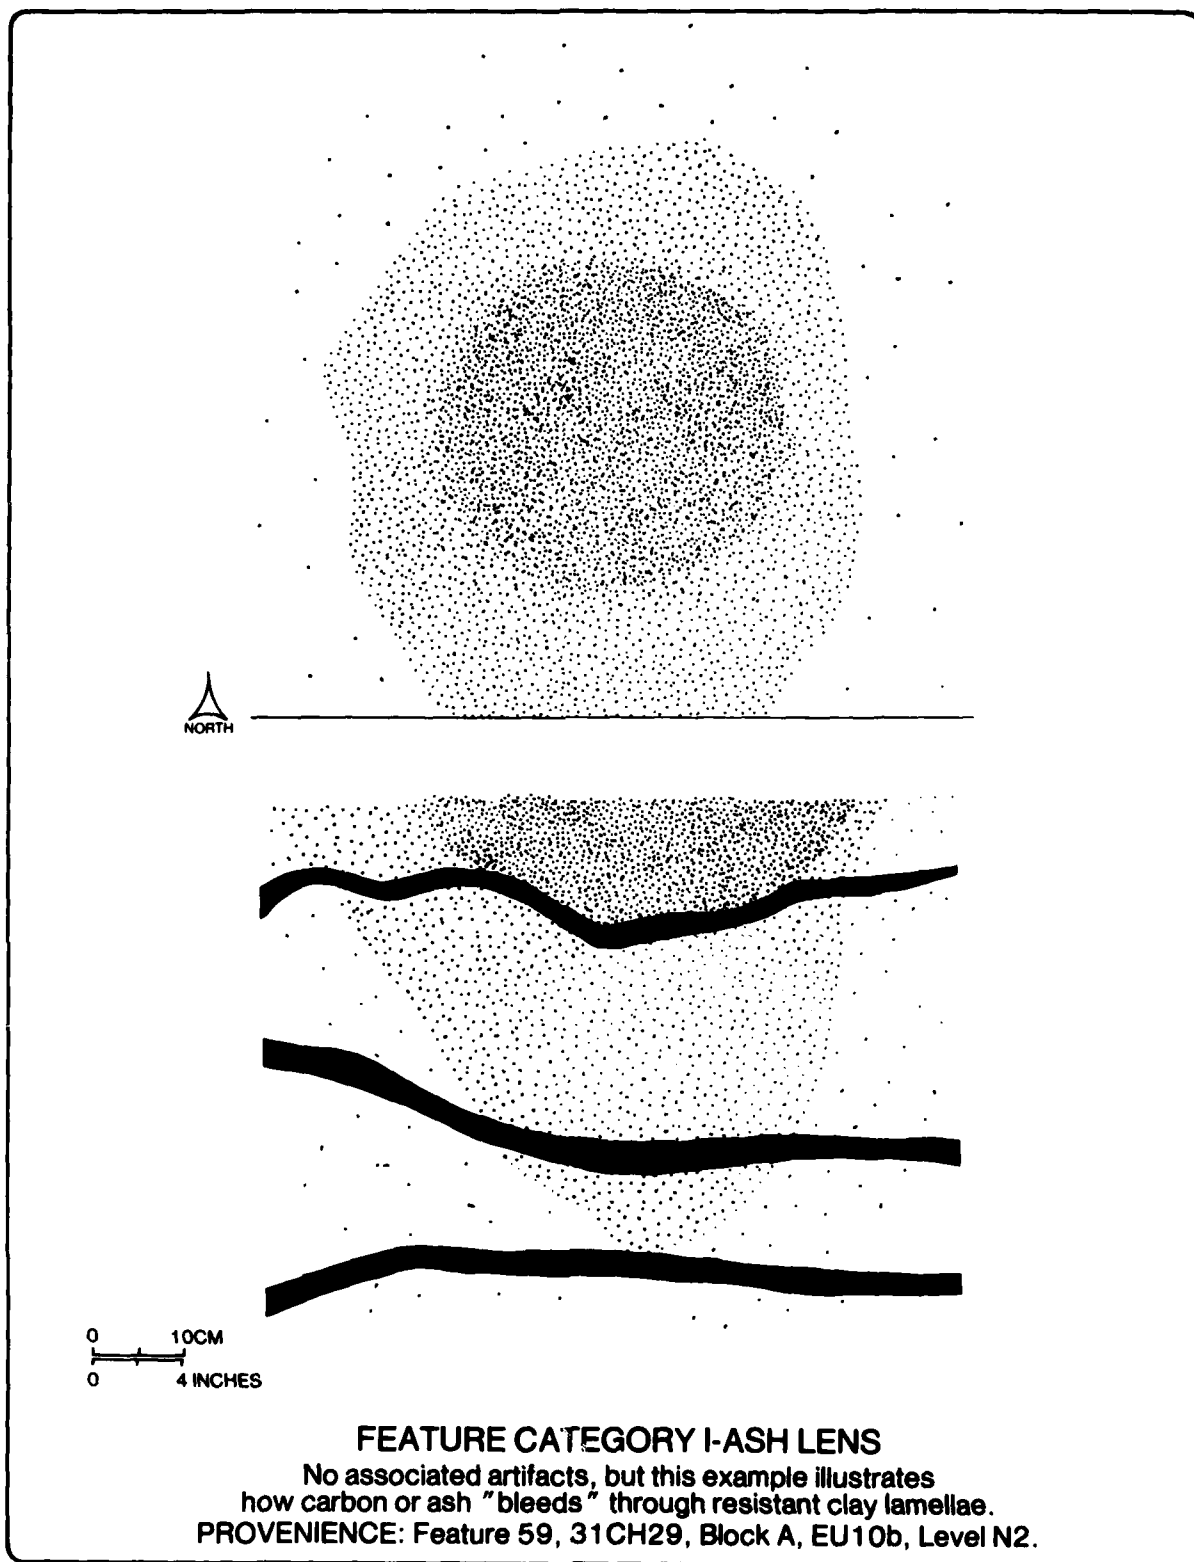 NORTH
0 10CM
0 4 INCHES
FEATURE CATEGORY I-ASH LENS
No associated artifacts, but this example illustrates
how carbon or ash "bleeds" through resistant clay lamellae.
PROVENIENCE: Feature 59, 31CH29, Block A, EU10b, Level N2.